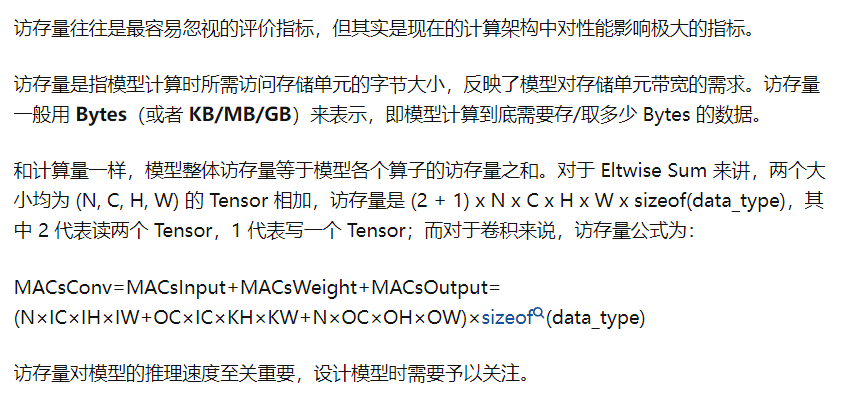 访存量往往是最容易忽视的评价指标，但其实是现在的计算架构中对性能影响极大的指标。
访存量是指模型计算时所需访问存储单元的字节大小，反映了模型对存储单元带宽的需求。访存量
一般用 Bytes（或者 KB/MB/GB）来表示，即模型计算到底需要存/取多少 Bytes 的数据。
和计算量一样，模型整体访存量等于模型各个算子的访存量之和。对于 Eltwise Sum 来讲，两个大
小均为 (N, C, H, W) 的 Tensor 相加，访存量是 (2 + 1) x N x C x H x W x sizeof(data_type)，其
中 2 代表读两个 Tensor，1 代表写一个 Tensor；而对于卷积来说，访存量公式为：
MACsConv=MACsInput+MACsWeight+MACsOutput=
(N×IC×IH×IW+OC×IC×KH×KW+N×OC×OH×OW)×sizeof(data_type)
访存量对模型的推理速度至关重要，设计模型时需要予以关注。